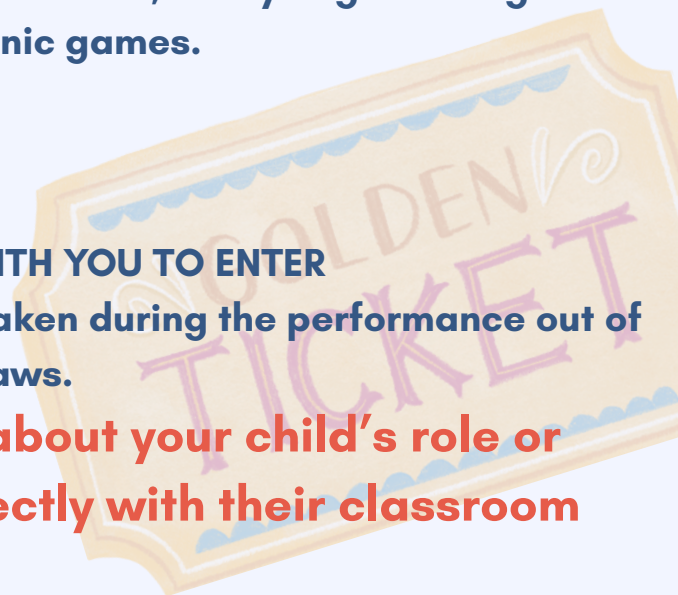 nic games.
GOLDEN
ITH YOU TO ENTER
TICKET
aken during the performance out of
aws.
about your child's role or
ectly with their classroom